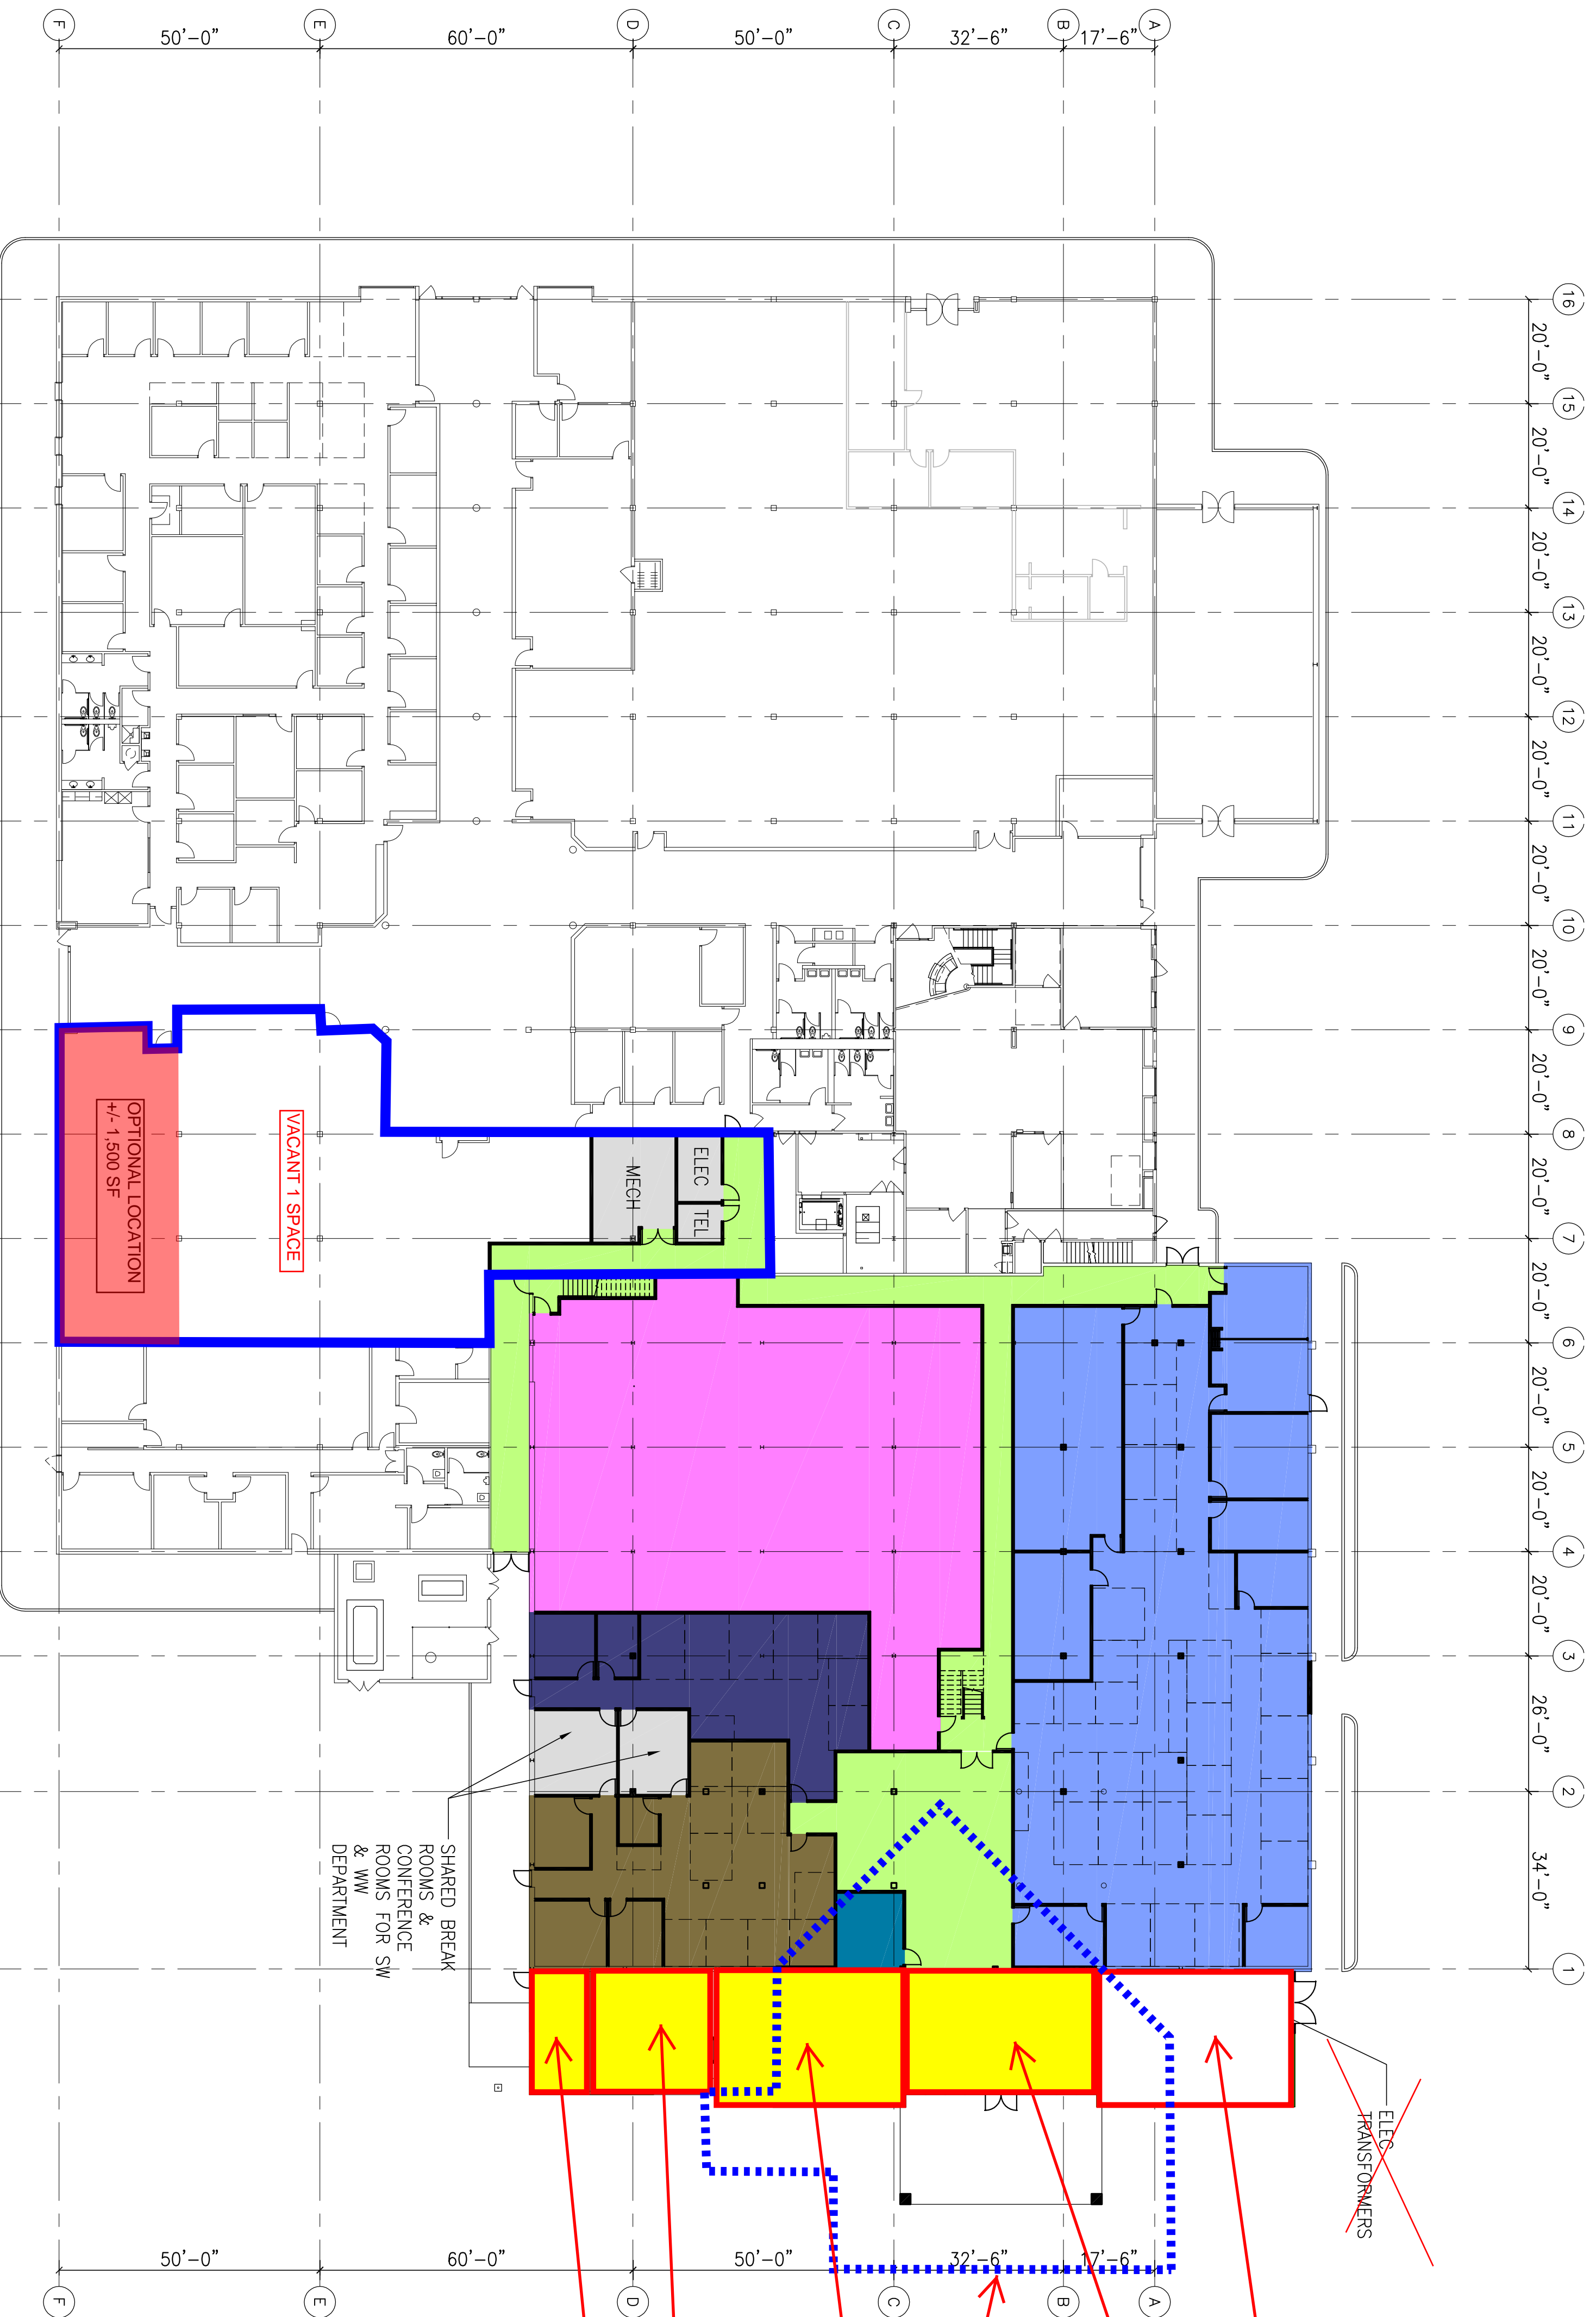 F
E
D
C
B
A
50'-0"
60'-0"
50'-0"
32'-6"
17'-6"
16
15
14
13
12
11
10
9
8
7
6
5
4
3
2
1
20'-0"
20'-0"
20'-0"
20'-0"
20'-0"
20'-0"
20'-0"
20'-0"
20'-0"
20'-0"
20'-0"
20'-0"
20'-0"
26'-0"
34'-0"
OPTIONAL LOCATION
+/- 1,500 SF
VACANT 1 SPACE
MECH
ELEC
TEL
SHARED BREAK
ROOMS &
CONFERENCE
ROOMS FOR SW
& WW
DEPARTMENT
ELEC
TRANSFORMERS
50'-0"
60'-0"
50'-0"
32'-6"
17'-6"
F
E
D
C
B
A